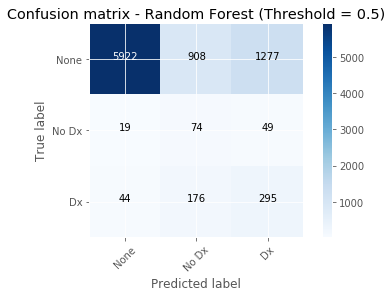 Confusion matrix - Random Forest (Threshold = 0.5)
None 5922 908 1277
No Dx 19 74 49
Dx 44 176 295
None No Dx Dx
True label
Predicted label
5000
4000
3000
2000
1000